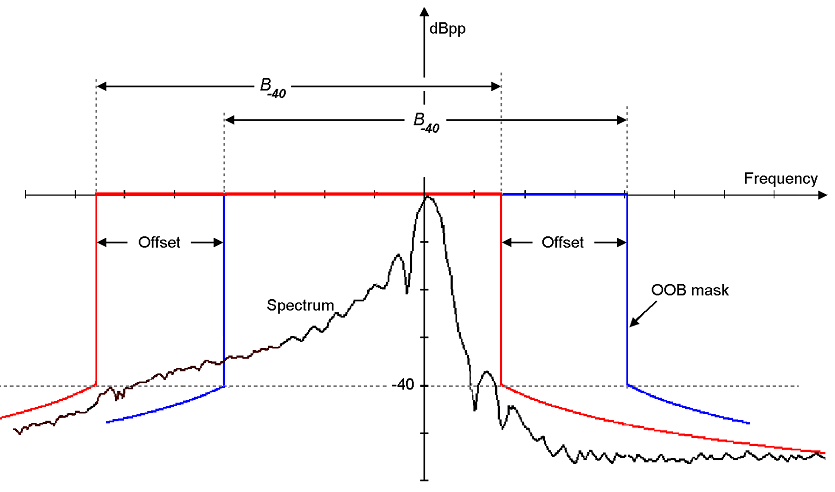 dBpp
B-40
B-40
Frequency
Offset
Offset
OOB mask
Spectrum
-40